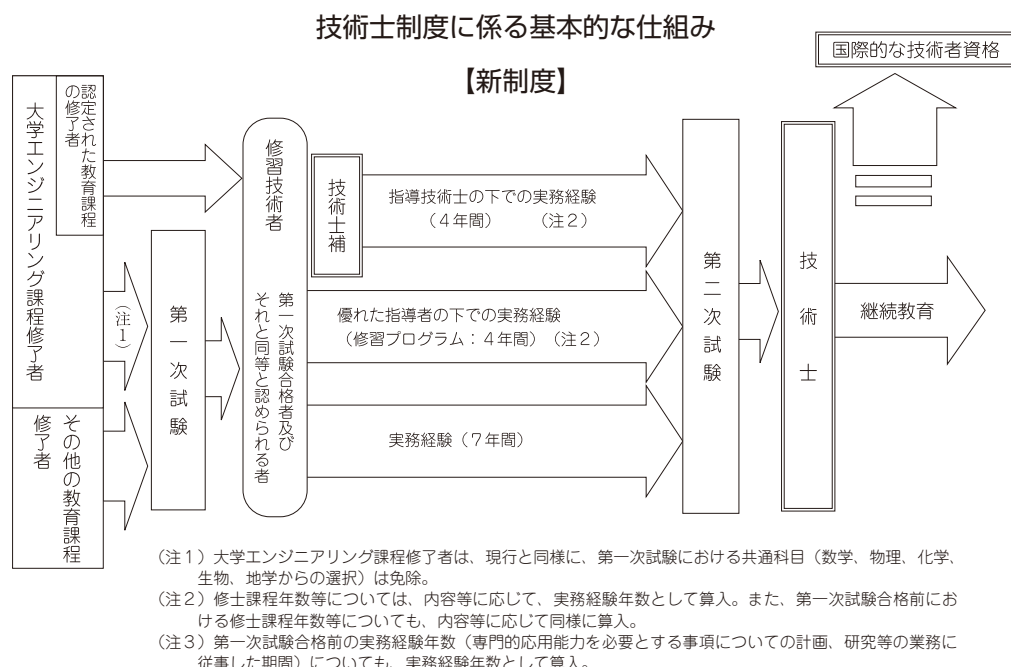 技術士制度に係る基本的な仕組み
【新制度】
国際的な技術者資格
認定された教育課程
の修了者
大学エンジニアリング課程修了者
その他の教育課程
修了者
(注1)
第一次試験
修習技術者
第一次試験合格者及び
それと同等と認められる者
技術士補
指導技術士の下での実務経験
(4年間) (注2)
優れた指導者の下での実務経験
(修習プログラム:4年間)(注2)
実務経験(7年間)
第二次試験
技術士
継続教育
(注1)大学エンジニアリング課程修了者は、現行と同様に、第一次試験における共通科目(数学、物理、化学、
生物、地学からの選択)は免除。
(注2)修士課程年数等については、内容等に応じて、実務経験年数として算入。また、第一次試験合格前にお
ける修士課程年数等についても、内容等に応じて同様に算入。
(注3)第一次試験合格前の実務経験年数(専門的応用能力を必要とする事項についての計画、研究等の業務に
従事した期間)についても、実務経験年数として算入。